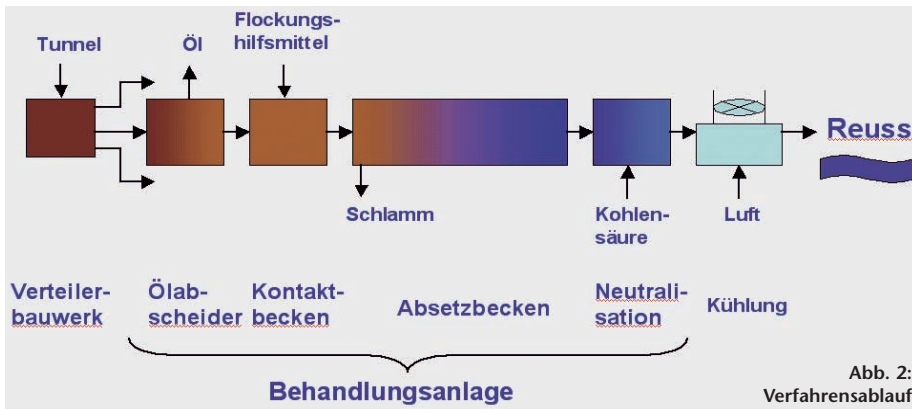 Tunnel
Öl
Flockungs-
hilfsmittel
Reuss
Schlamm
Kohlen-
säure
Luft
Verteiler-
bauwerk
Ölab-
scheider
Kontakt-
becken
Absetzbecken
Neutrali-
sation
Kühlung
Behandlungsanlage
Abb. 2:
Verfahrensablauf